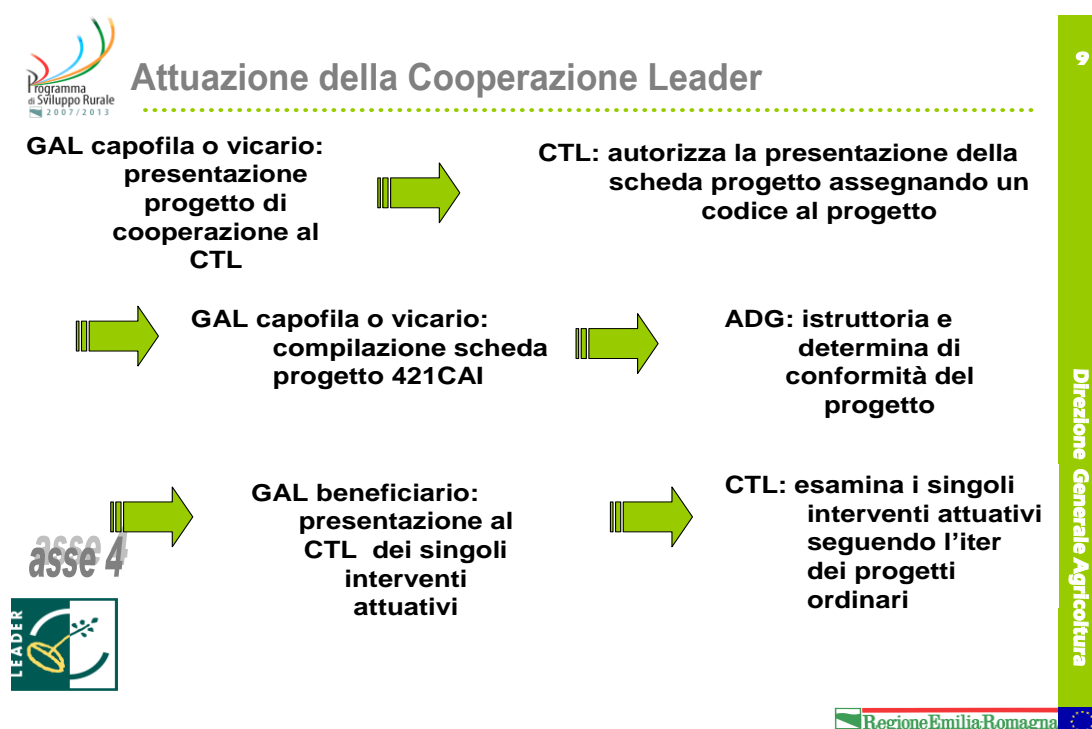 Programma
di Sviluppo Rurale
2007/2013
Attuazione della Cooperazione Leader
9
GAL capofila o vicario:
presentazione
progetto di
cooperazione al
CTL
CTL: autorizza la presentazione della
scheda progetto assegnando un
codice al progetto
GAL capofila o vicario:
compilazione scheda
progetto 421CAI
ADG: istruttoria e
determina di
conformità del
progetto
GAL beneficiario:
presentazione al
CTL dei singoli
interventi
attuativi
CTL: esamina i singoli
interventi attuativi
seguendo l’iter
dei progetti
ordinari
asse 4
LEADER
Direzione Generale Agricoltura
RegioneEmilia-Romagna